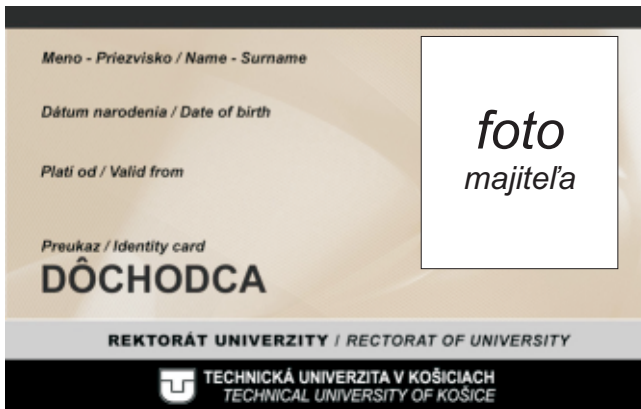 Meno - Priezvisko / Name - Surname
Dátum narodenia / Date of birth
Platí od / Valid from
foto
majiteľa
Preukaz / Identity card
DÔCHODCA
REKTORÁT UNIVERZITY / RECTORAT OF UNIVERSITY
TECHNICKÁ UNIVERZITA V KOŠICIACH
TECHNICAL UNIVERSITY OF KOŠICE